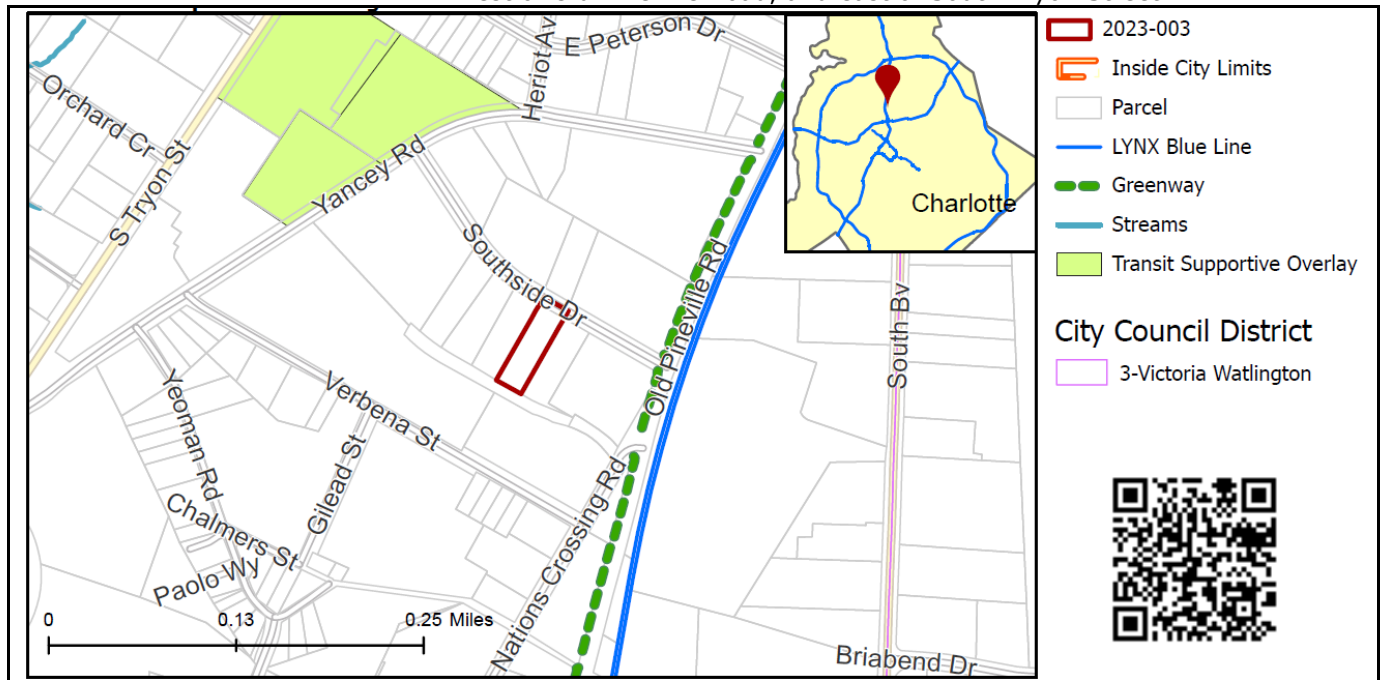 E Peterson Dr
Heriot Av
Orchard Cr
S Tryon St
Yancey Rd
Southside Dr
Old Pineville Rd
South Bv
Verbena St
Yeoman Rd
Gilead St
Chalmers St
Paolo Wy
Nations Crossing Rd
Briabend Dr
0 0.13 0.25 Miles
Charlotte
2023-003
Inside City Limits
Parcel
LYNX Blue Line
Greenway
Streams
Transit Supportive Overlay
City Council District
3-Victoria Watlington